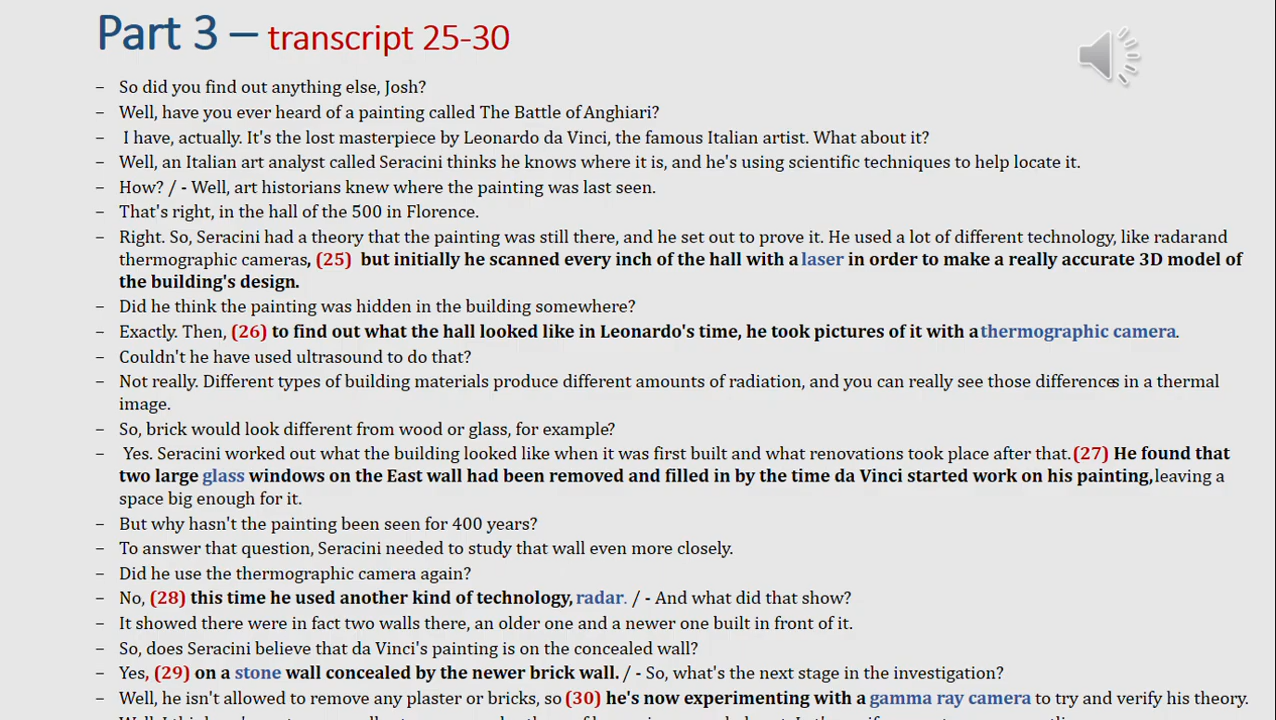 Part 3 – transcript 25-30
– So did you find out anything else, Josh?
– Well, have you ever heard of a painting called The Battle of Anghiari?
– I have, actually. It's the lost masterpiece by Leonardo da Vinci, the famous Italian artist. What about it?
– Well, an Italian art analyst called Seracini thinks he knows where it is, and he's using scientific techniques to help locate it.
– How? / - Well, art historians knew where the painting was last seen.
– That's right, in the hall of the 500 in Florence.
– Right. So, Seracini had a theory that the painting was still there, and he set out to prove it. He used a lot of different technology, like radarand
thermographic cameras, (25) but initially he scanned every inch of the hall with a laser in order to make a really accurate 3D model of
the building's design.
– Did he think the painting was hidden in the building somewhere?
– Exactly. Then, (26) to find out what the hall looked like in Leonardo's time, he took pictures of it with a thermographic camera.
– Couldn't he have used ultrasound to do that?
– Not really. Different types of building materials produce different amounts of radiation, and you can really see those differences in a thermal
image.
– So, brick would look different from wood or glass, for example?
– Yes. Seracini worked out what the building looked like when it was first built and what renovations took place after that. (27) He found that
two large glass windows on the East wall had been removed and filled in by the time da Vinci started work on his painting, leaving a
space big enough for it.
– But why hasn't the painting been seen for 400 years?
– To answer that question, Seracini needed to study that wall even more closely.
– Did he use the thermographic camera again?
– No, (28) this time he used another kind of technology, radar. / - And what did that show?
– It showed there were in fact two walls there, an older one and a newer one built in front of it.
– So, does Seracini believe that da Vinci's painting is on the concealed wall?
– Yes, (29) on a stone wall concealed by the newer brick wall. / - So, what's the next stage in the investigation?
– Well, he isn't allowed to remove any plaster or bricks, so (30) he's now experimenting with a gamma ray camera to try and verify his theory.